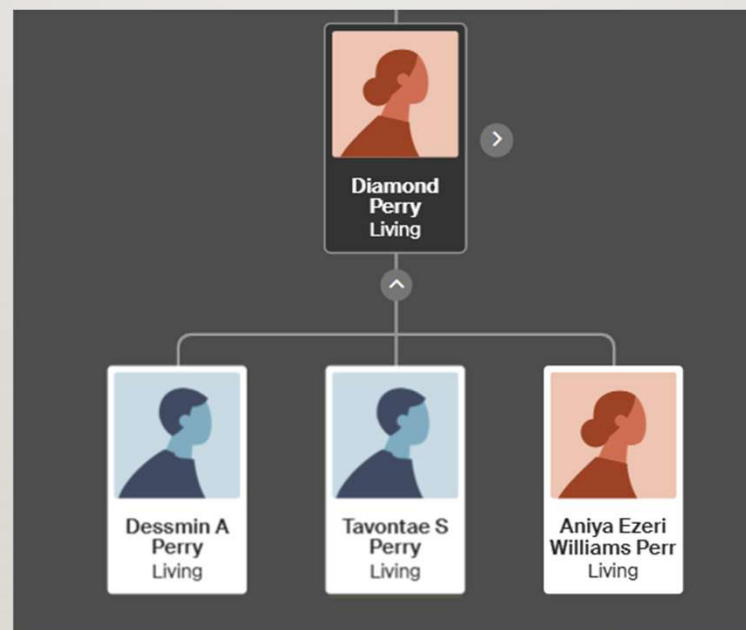 Diamond
Perry
Living
Dessmin A
Perry
Living
Tavontae S
Perry
Living
Aniya Ezeri
Williams Perr
Living